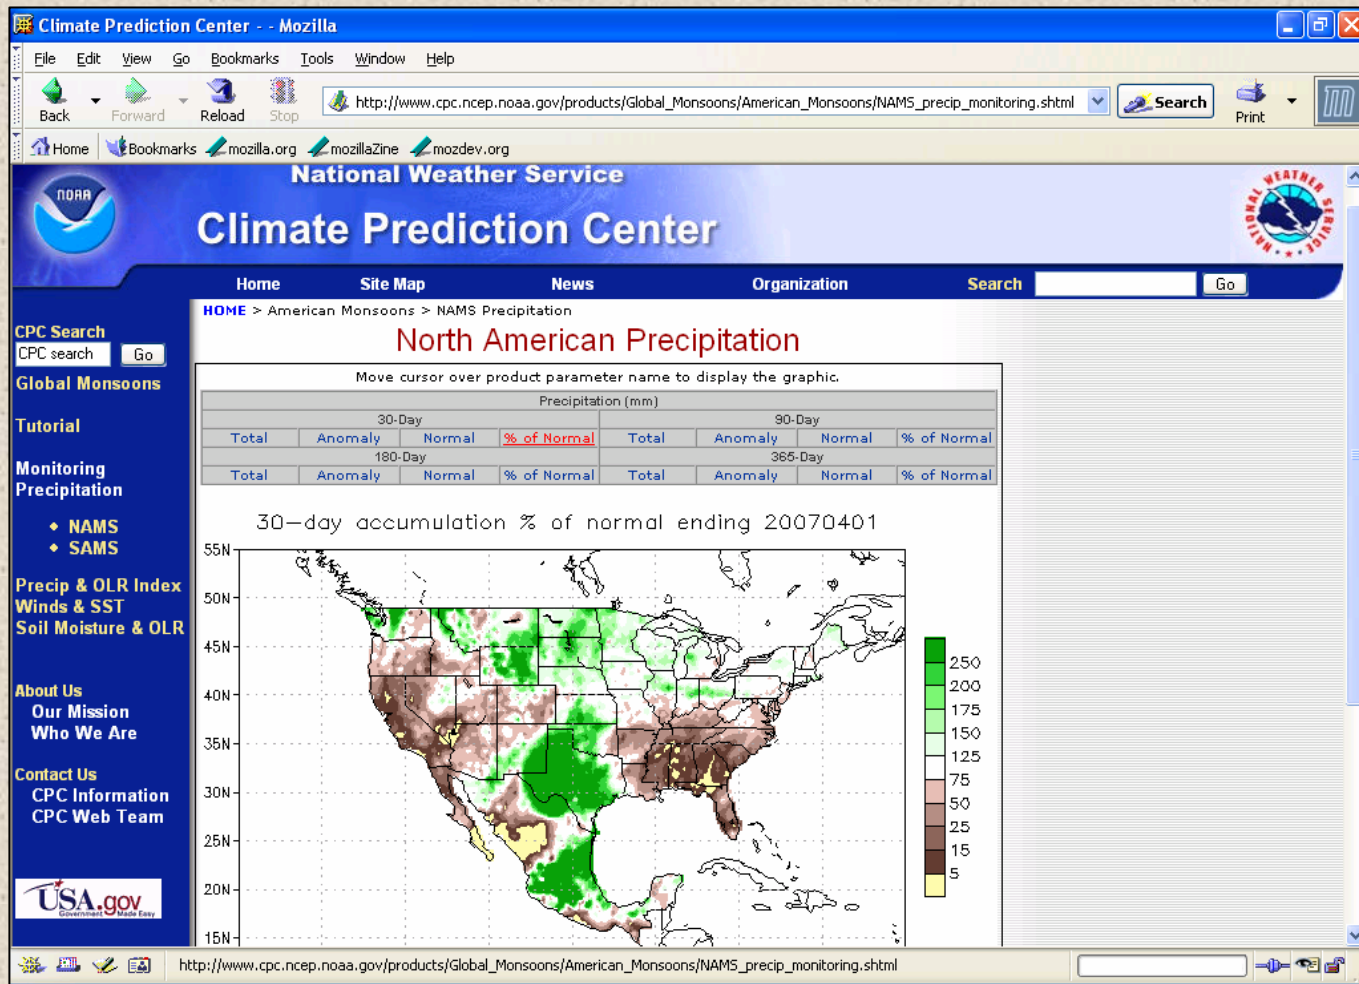 Climate Prediction Center - - Mozilla
File Edit View Go Bookmarks Tools Window Help
Back Forward Reload Stop http://www.cpc.ncep.noaa.gov/products/Global_Monsoons/American_Monsoons/NAMS_precip_monitoring.shtml Search Print
Home Bookmarks mozilla.org mozillaZine mozdev.org
NOAA
National Weather Service
Climate Prediction Center
NATIONAL WEATHER SERVICE
Home Site Map News Organization Search Go
HOME > American Monsoons > NAMS Precipitation
CPC Search
CPC search Go
Global Monsoons
Tutorial
Monitoring
Precipitation
NAMS
SAMS
Precip & OLR Index
Winds & SST
Soil Moisture & OLR
About Us
Our Mission
Who We Are
Contact Us
CPC Information
CPC Web Team
USA.gov
Government Made Easy
North American Precipitation
Move cursor over product parameter name to display the graphic.
Precipitation (mm)
30-Day 90-Day
Total Anomaly Normal % of Normal Total Anomaly Normal % of Normal
180-Day 365-Day
Total Anomaly Normal % of Normal Total Anomaly Normal % of Normal
30-day accumulation % of normal ending 20070401
55N
50N
45N
40N
35N
30N
25N
20N
15N
250
200
175
150
125
75
50
25
15
5
http://www.cpc.ncep.noaa.gov/products/Global_Monsoons/American_Monsoons/NAMS_precip_monitoring.shtml